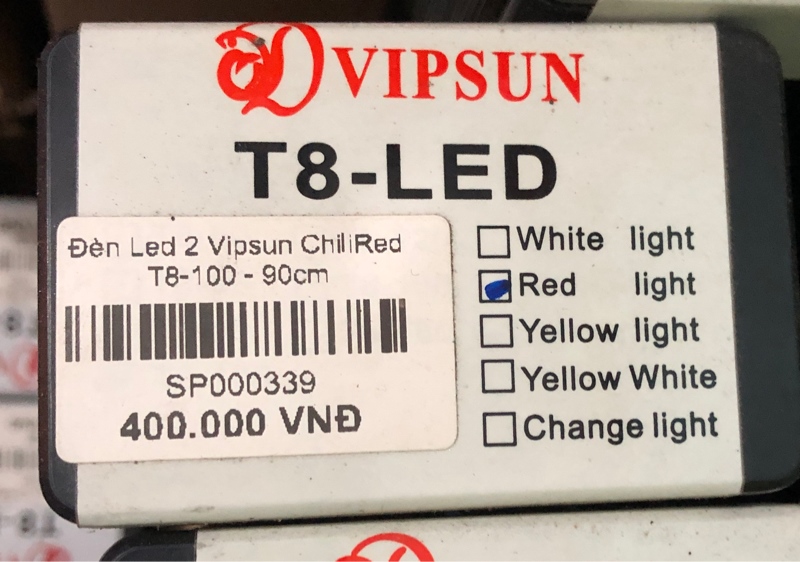 VIPSUN
T8-LED
Đèn Led 2 Vipsun ChiliRed
T8-100 - 90cm
SP000339
400.000 VNĐ
White light
Red light
Yellow light
Yellow White
Change light